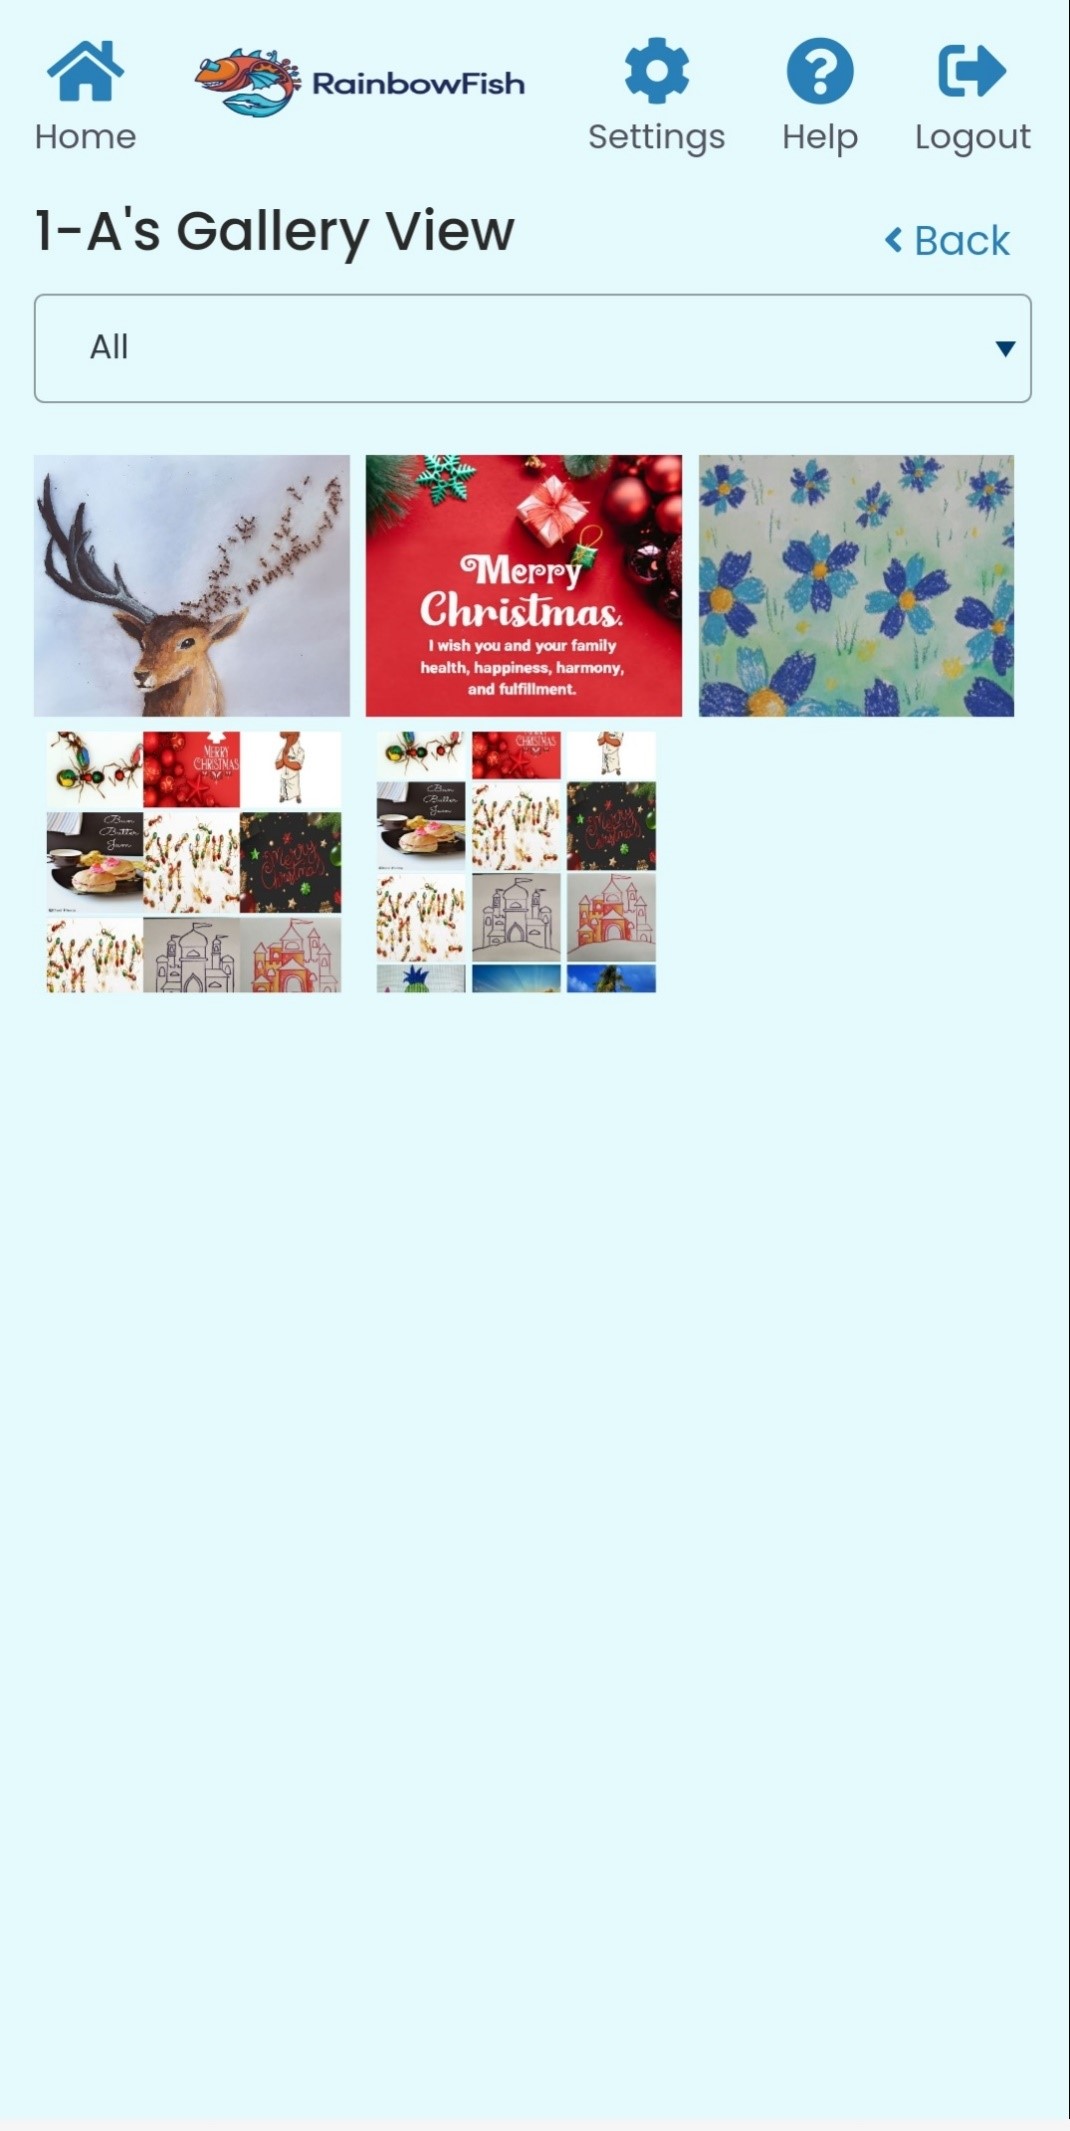 Home
RainbowFish
Settings
Help
Logout
1-A's Gallery View
Back
All
Merry
Christmas.
I wish you and your family
health, happiness, harmony,
and fulfillment.
MERRY
CHRISTMAS
Bun
Butter
Jam
Merry
Christmas
CHRISTMAS
Bun
Butter
Jam
Merry
Christmas